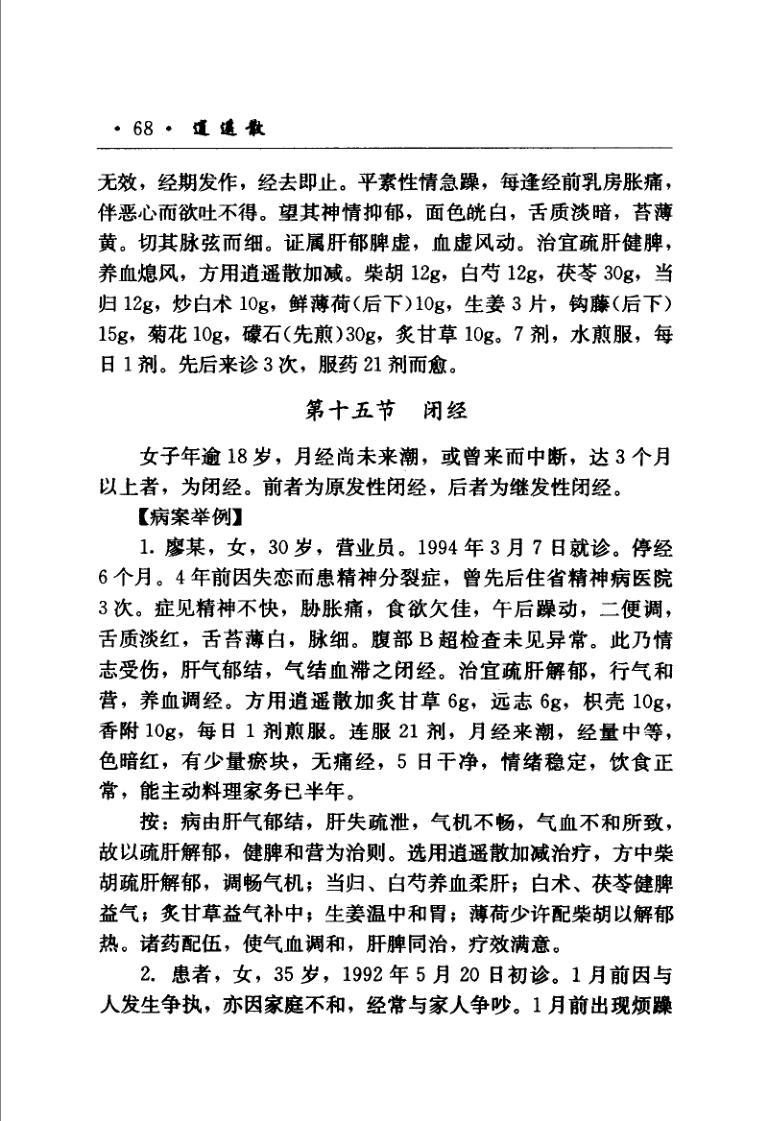 · 68 · 逍遥散
无效，经期发作，经去即止。平素性情急躁，每逢经前乳房胀痛，
伴恶心而欲吐不得。望其神情抑郁，面色㿠白，舌质淡暗，苔薄
黄。切其脉弦而细。证属肝郁脾虚，血虚风动。治宜疏肝健脾，
养血熄风，方用逍遥散加减。柴胡 12g，白芍 12g，茯苓 30g，当
归 12g，炒白术 10g，鲜薄荷(后下)10g，生姜 3 片，钩藤(后下)
15g，菊花 10g，礞石(先煎)30g，炙甘草 10g。7 剂，水煎服，每
日 1 剂。先后来诊 3 次，服药 21 剂而愈。
第十五节　闭经
女子年逾 18 岁，月经尚未来潮，或曾来而中断，达 3 个月
以上者，为闭经。前者为原发性闭经，后者为继发性闭经。
【病案举例】
1. 廖某，女，30 岁，营业员。1994 年 3 月 7 日就诊。停经
6 个月。4 年前因失恋而患精神分裂症，曾先后住省精神病医院
3 次。症见精神不快，胁胀痛，食欲欠佳，午后躁动，二便调，
舌质淡红，舌苔薄白，脉细。腹部 B 超检查未见异常。此乃情
志受伤，肝气郁结，气结血滞之闭经。治宜疏肝解郁，行气和
营，养血调经。方用逍遥散加炙甘草 6g，远志 6g，枳壳 10g，
香附 10g，每日 1 剂煎服。连服 21 剂，月经来潮，经量中等，
色暗红，有少量瘀块，无痛经，5 日干净，情绪稳定，饮食正
常，能主动料理家务已半年。
按：病由肝气郁结，肝失疏泄，气机不畅，气血不和所致，
故以疏肝解郁，健脾和营为治则。选用逍遥散加减治疗，方中柴
胡疏肝解郁，调畅气机；当归、白芍养血柔肝；白术、茯苓健脾
益气；炙甘草益气补中；生姜温中和胃；薄荷少许配柴胡以解郁
热。诸药配伍，使气血调和，肝脾同治，疗效满意。
2. 患者，女，35 岁，1992 年 5 月 20 日初诊。1 月前因与
人发生争执，亦因家庭不和，经常与家人争吵。1 月前出现烦躁